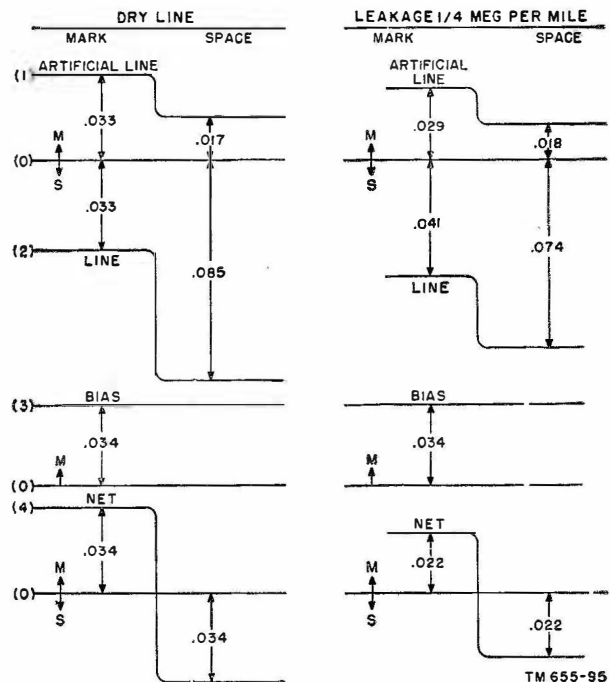 DRY LINE
MARK SPACE
(1) ARTIFICIAL LINE
.033 .017
M
(0)
S
.033
(2)
LINE
.085
(3) BIAS
.034
M
(0)
(4) NET
.034
M
(0)
S
.034
LEAKAGE 1/4 MEG PER MILE
MARK SPACE
ARTIFICIAL
LINE
.029 .018
M
S
.041
.074
LINE
BIAS
.034
M
NET
.022
M
S
.022
TM 655-95